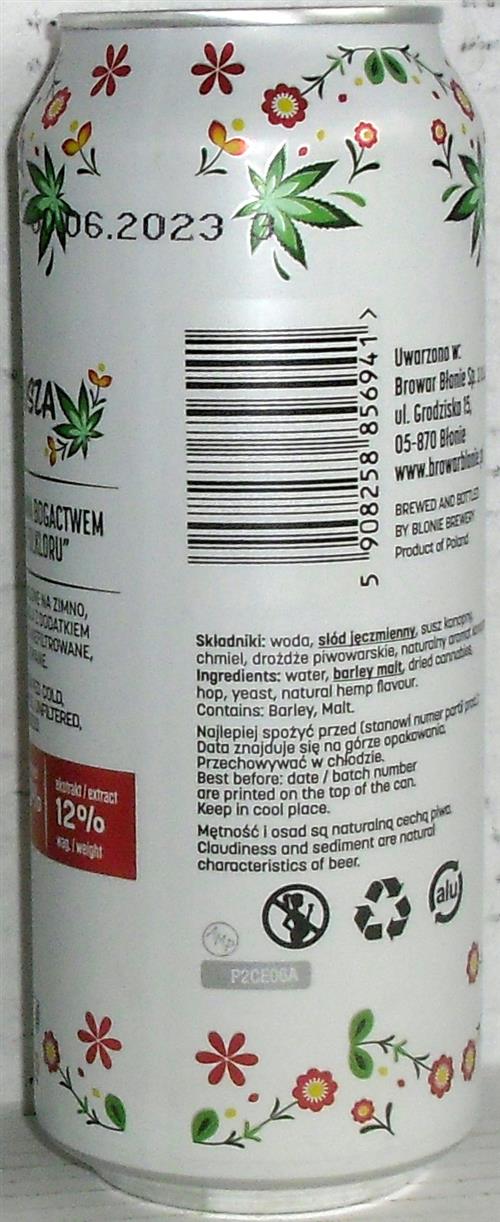 06.2023
SZA
BOGACTWEM
NA ZIMNO,
DODATKIEM
COLD,
UNFILTERED,
ekstrakt / extract
12%
wag. / weight
5 908258 856941 >
Uwarzono w:
Browar Błonie Sp.
ul. Grodziska 15,
05-870 Błonie
www.browarblonie.
BREWED AND BOTTLED
BY BLONIE BREWERY
Product of Poland
Składniki: woda, słód jęczmienny, susz konopny,
chmiel, drożdże piwowarskie, naturalny aromat
Ingredients: water, barley malt, dried cannabis,
hop, yeast, natural hemp flavour.
Contains: Barley, Malt.
Najlepiej spożyć przed (stanowi numer partii prod.)
Data znajduje się na górze opakowania.
Przechowywać w chłodzie.
Best before: date / batch number
are printed on the top of the can.
Keep in cool place.
Mętność i osad są naturalną cechą piwa.
Claudiness and sediment are natural
characteristics of beer.
alu
P2CE06A